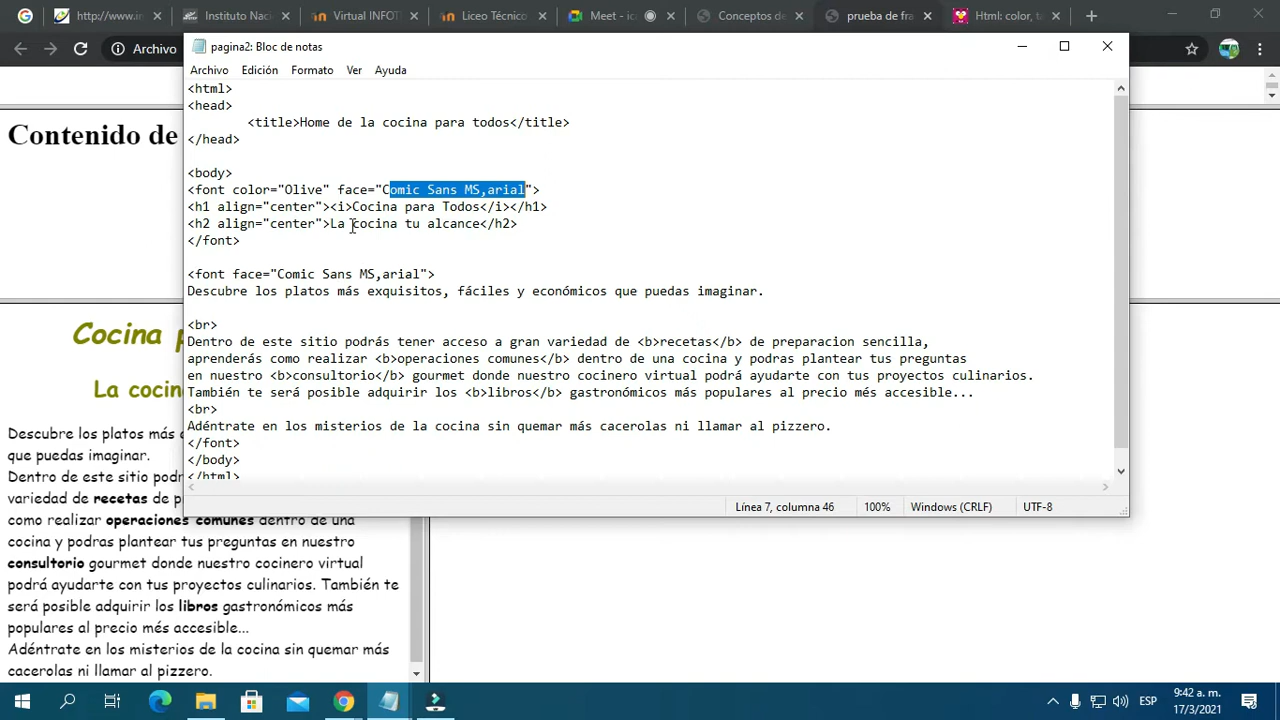 http://www.in
Instituto Nac
Virtual INFOT
Liceo Técnico
Meet - ic
Conceptos de
prueba de fra
Html: color, ta
Archivo
pagina2: Bloc de notas
Archivo Edición Formato Ver Ayuda
<html>
<head>
<title>Home de la cocina para todos</title>
</head>
<body>
<font color="Olive" face="Comic Sans MS,arial">
<h1 align="center"><i>Cocina para Todos</i></h1>
<h2 align="center">La cocina tu alcance</h2>
</font>
<font face="Comic Sans MS,arial">
Descubre los platos más exquisitos, fáciles y económicos que puedas imaginar.
<br>
Dentro de este sitio podrás tener acceso a gran variedad de <b>recetas</b> de preparacion sencilla,
aprenderás como realizar <b>operaciones comunes</b> dentro de una cocina y podras plantear tus preguntas
en nuestro <b>consultorio</b> gourmet donde nuestro cocinero virtual podrá ayudarte con tus proyectos culinarios.
También te será posible adquirir los <b>libros</b> gastronómicos más populares al precio més accesible...
<br>
Adéntrate en los misterios de la cocina sin quemar más cacerolas ni llamar al pizzero.
</font>
</body>
</html>
Línea 7, columna 46 100% Windows (CRLF) UTF-8
Contenido de
Cocina p
La cocin
Descubre los platos más
que puedas imaginar.
Dentro de este sitio podr
variedad de recetas de p
como realizar operaciones comunes dentro de una
cocina y podras plantear tus preguntas en nuestro
consultorio gourmet donde nuestro cocinero virtual
podrá ayudarte con tus proyectos culinarios. También te
será posible adquirir los libros gastronómicos más
populares al precio més accesible...
Adéntrate en los misterios de la cocina sin quemar más
cacerolas ni llamar al pizzero.
ESP
9:42 a. m.
17/3/2021